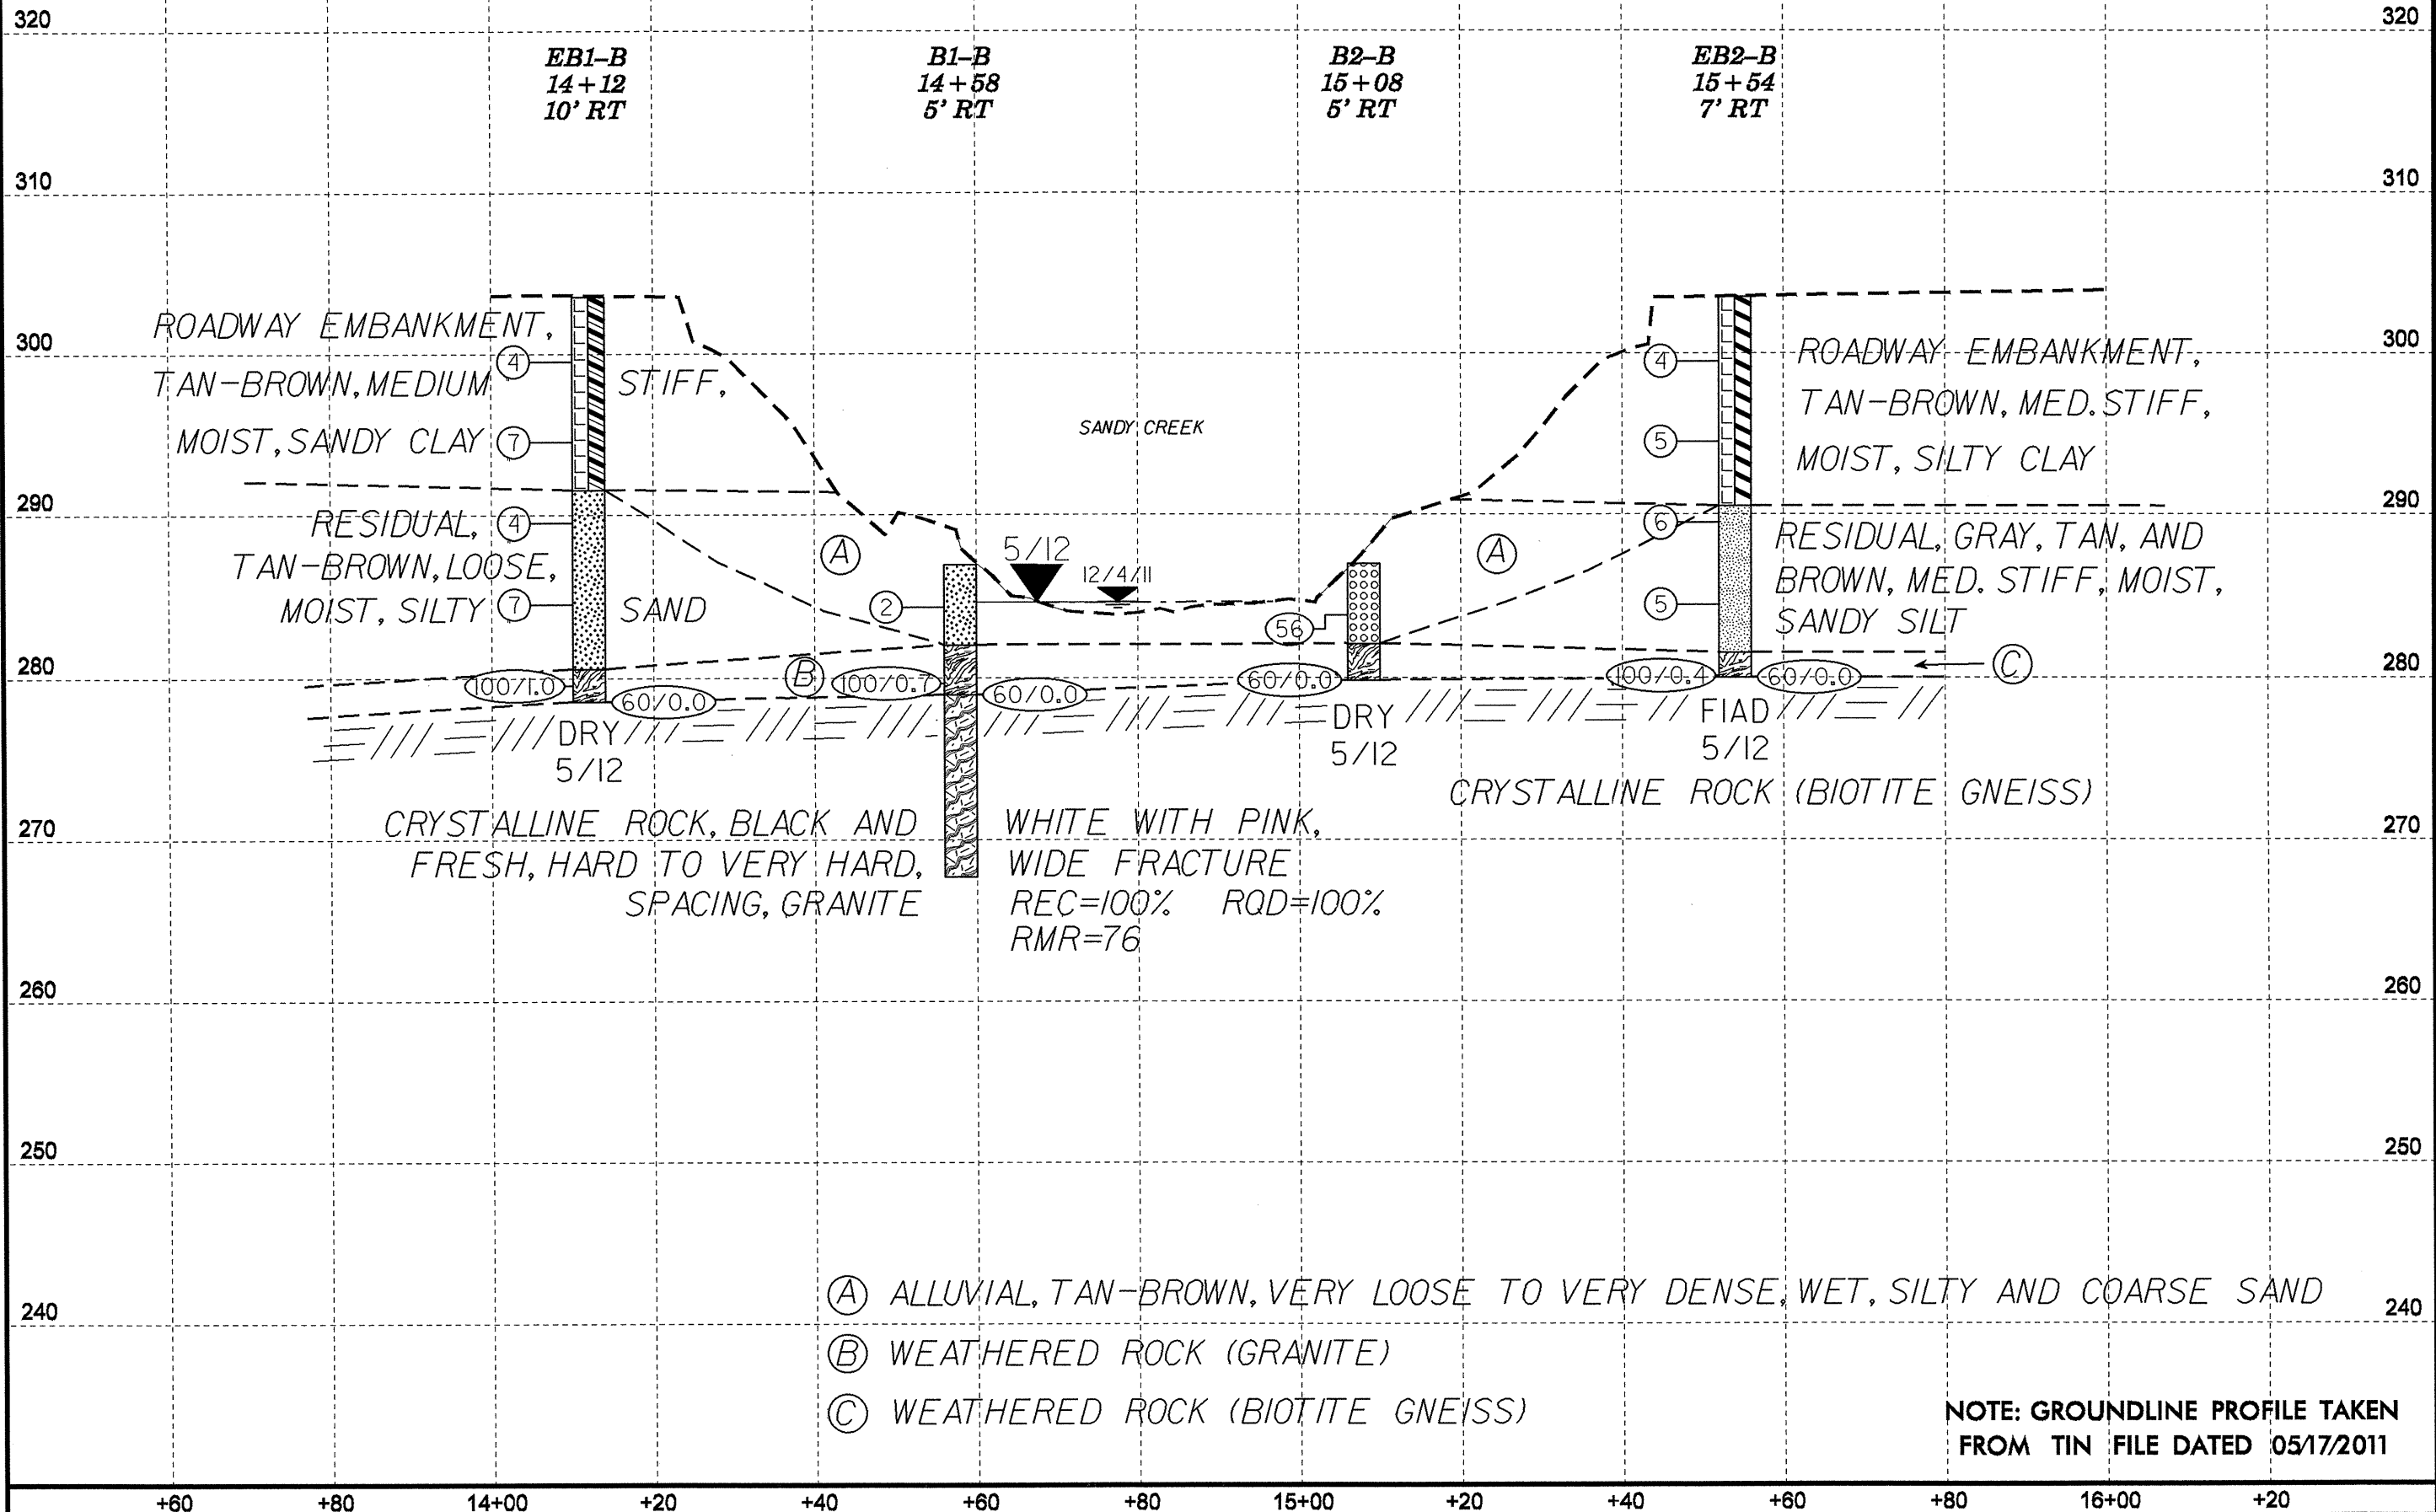 320 320
EB1-B
14+12
10' RT
B1-B
14+58
5' RT
B2-B
15+08
5' RT
EB2-B
15+54
7' RT
310 310
300 300
ROADWAY EMBANKMENT,
TAN-BROWN, MEDIUM STIFF,
MOIST, SANDY CLAY
4
7
SANDY CREEK
4
5
ROADWAY EMBANKMENT,
TAN-BROWN, MED. STIFF,
MOIST, SILTY CLAY
290 290
RESIDUAL,
TAN-BROWN, LOOSE,
MOIST, SILTY SAND
4
7
A
2
5/12
12/4/11
56
A
6
5
RESIDUAL, GRAY, TAN, AND
BROWN, MED. STIFF, MOIST,
SANDY SILT
280 280
100/1.0
60/0.0
B
100/0.7
60/0.0
60/0.0
100/0.4
60/0.0
C
DRY
5/12
DRY
5/12
FIAD
5/12
CRYSTALLINE ROCK (BIOTITE GNEISS)
270 270
CRYSTALLINE ROCK, BLACK AND WHITE WITH PINK,
FRESH, HARD TO VERY HARD, WIDE FRACTURE
SPACING, GRANITE REC=100% RQD=100%
RMR=76
260 260
250 250
240 240
A ALLUVIAL, TAN-BROWN, VERY LOOSE TO VERY DENSE, WET, SILTY AND COARSE SAND
B WEATHERED ROCK (GRANITE)
C WEATHERED ROCK (BIOTITE GNEISS)
NOTE: GROUNDLINE PROFILE TAKEN
FROM TIN FILE DATED 05/17/2011
+60 +80 14+00 +20 +40 +60 +80 15+00 +20 +40 +60 +80 16+00 +20